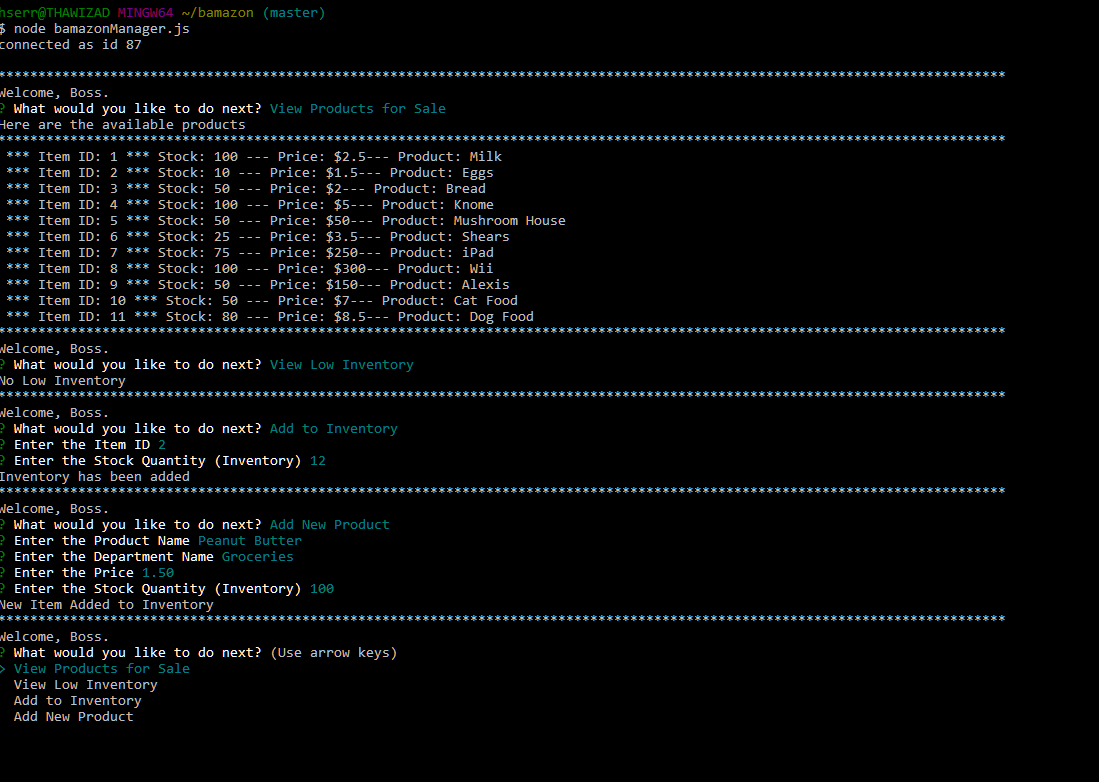 hserr@THAWIZAD MINGW64 ~/bamazon (master)
$ node bamazonManager.js
connected as id 87
******************************************************************************************************************************
Welcome, Boss.
? What would you like to do next? View Products for Sale
Here are the available products
******************************************************************************************************************************
*** Item ID: 1 *** Stock: 100 --- Price: $2.5--- Product: Milk
*** Item ID: 2 *** Stock: 10 --- Price: $1.5--- Product: Eggs
*** Item ID: 3 *** Stock: 50 --- Price: $2--- Product: Bread
*** Item ID: 4 *** Stock: 100 --- Price: $5--- Product: Knome
*** Item ID: 5 *** Stock: 50 --- Price: $50--- Product: Mushroom House
*** Item ID: 6 *** Stock: 25 --- Price: $3.5--- Product: Shears
*** Item ID: 7 *** Stock: 75 --- Price: $250--- Product: iPad
*** Item ID: 8 *** Stock: 100 --- Price: $300--- Product: Wii
*** Item ID: 9 *** Stock: 50 --- Price: $150--- Product: Alexis
*** Item ID: 10 *** Stock: 50 --- Price: $7--- Product: Cat Food
*** Item ID: 11 *** Stock: 80 --- Price: $8.5--- Product: Dog Food
******************************************************************************************************************************
Welcome, Boss.
? What would you like to do next? View Low Inventory
No Low Inventory
******************************************************************************************************************************
Welcome, Boss.
? What would you like to do next? Add to Inventory
? Enter the Item ID 2
? Enter the Stock Quantity (Inventory) 12
Inventory has been added
******************************************************************************************************************************
Welcome, Boss.
? What would you like to do next? Add New Product
? Enter the Product Name Peanut Butter
? Enter the Department Name Groceries
? Enter the Price 1.50
? Enter the Stock Quantity (Inventory) 100
New Item Added to Inventory
******************************************************************************************************************************
Welcome, Boss.
? What would you like to do next? (Use arrow keys)
> View Products for Sale
View Low Inventory
Add to Inventory
Add New Product